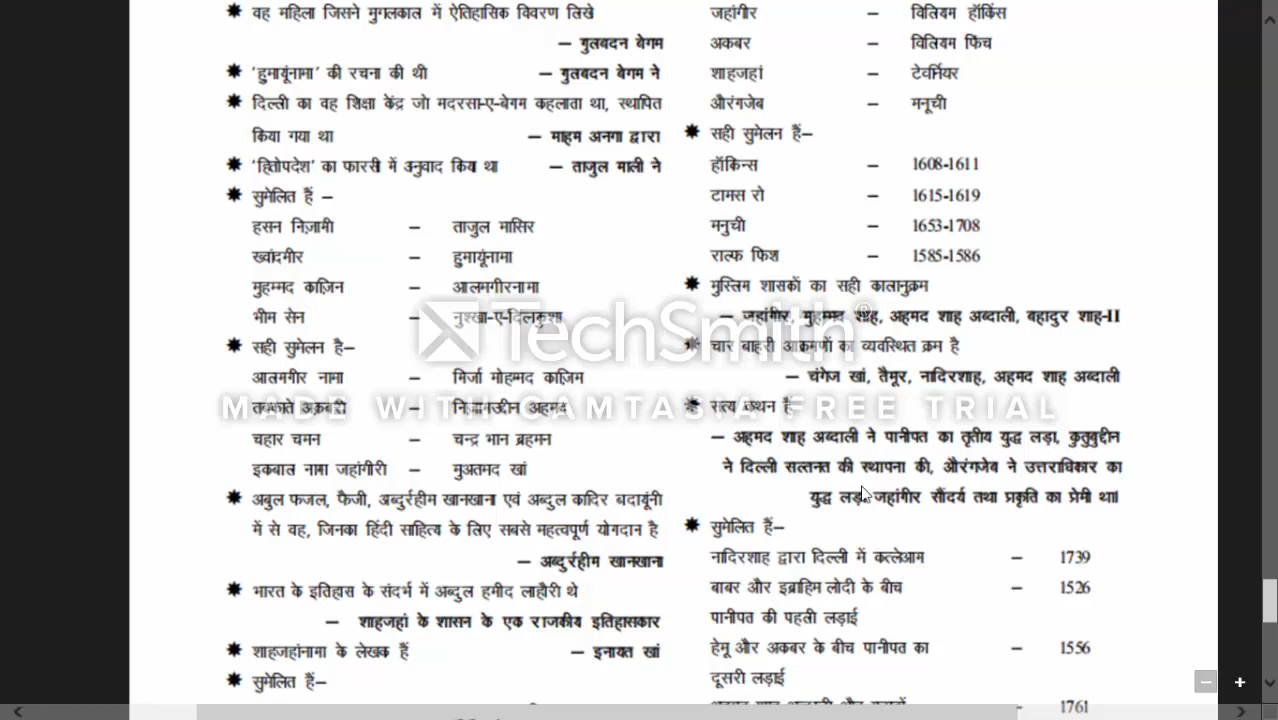 ✷ वह महिला जिसने मुगलकाल में ऐतिहासिक विवरण लिखे
– गुलबदन बेगम
✷ 'हुमायूंनामा' की रचना की थी – गुलबदन बेगम ने
✷ दिल्ली का वह शिक्षा केंद्र जो मदरसा-ए-बेगम कहलाता था, स्थापित
किया गया था – माहम अनगा द्वारा
✷ 'हितोपदेश' का फारसी में अनुवाद किया था – ताजुल माली ने
✷ सुमेलित हैं –
हसन निज़ामी – ताजुल मासिर
ख्वांदमीर – हुमायूंनामा
मुहम्मद काज़िन – आलमगीरनामा
भीम सेन – नुश्खा-ए-दिलकुशा
✷ सही सुमेलन है–
आलमगीर नामा – मिर्जा मोहम्मद काज़िम
तबकाते अकबरी – निज़ामउद्दीन अहमद
चहार चमन – चन्द्र भान ब्रहमन
इकबाल नामा जहांगीरी – मुअतमद खां
✷ अबुल फजल, फैजी, अब्दुर्रहीम खानखाना एवं अब्दुल कादिर बदायूंनी
में से वह, जिनका हिंदी साहित्य के लिए सबसे महत्वपूर्ण योगदान है
– अब्दुर्रहीम खानखाना
✷ भारत के इतिहास के संदर्भ में अब्दुल हमीद लाहौरी थे
– शाहजहां के शासन के एक राजकीय इतिहासकार
✷ शाहजहांनामा के लेखक हैं – इनायत खां
✷ सुमेलित हैं–
जहांगीर – विलियम हॉकिंस
अकबर – विलियम फिंच
शाहजहां – टेवर्नियर
औरंगजेब – मनूची
✷ सही सुमेलन हैं–
हॉकिन्स – 1608-1611
टामस रो – 1615-1619
मनुची – 1653-1708
राल्फ फिश – 1585-1586
✷ मुस्लिम शासकों का सही कालानुक्रम
– जहांगीर, मुहम्मद शाह, अहमद शाह अब्दाली, बहादुर शाह-II
✷ चार बाहरी आक्रमणों का व्यवस्थित क्रम है
– चंगेज खां, तैमूर, नादिरशाह, अहमद शाह अब्दाली
✷ सत्य कथन है
– अहमद शाह अब्दाली ने पानीपत का तृतीय युद्ध लड़ा, कुतुबुद्दीन
ने दिल्ली सल्तनत की स्थापना की, औरंगजेब ने उत्तराधिकार का
युद्ध लड़ा जहांगीर सौंदर्य तथा प्रकृति का प्रेमी था।
✷ सुमेलित हैं–
नादिरशाह द्वारा दिल्ली में कत्लेआम – 1739
बाबर और इब्राहिम लोदी के बीच – 1526
पानीपत की पहली लड़ाई
हेमू और अकबर के बीच पानीपत का – 1556
दूसरी लड़ाई
- 1761
TechSmith®
MADE WITH CAMTASIA FREE TRIAL